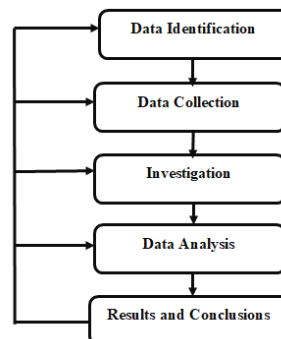 Data Identification
Data Collection
Investigation
Data Analysis
Results and Conclusions